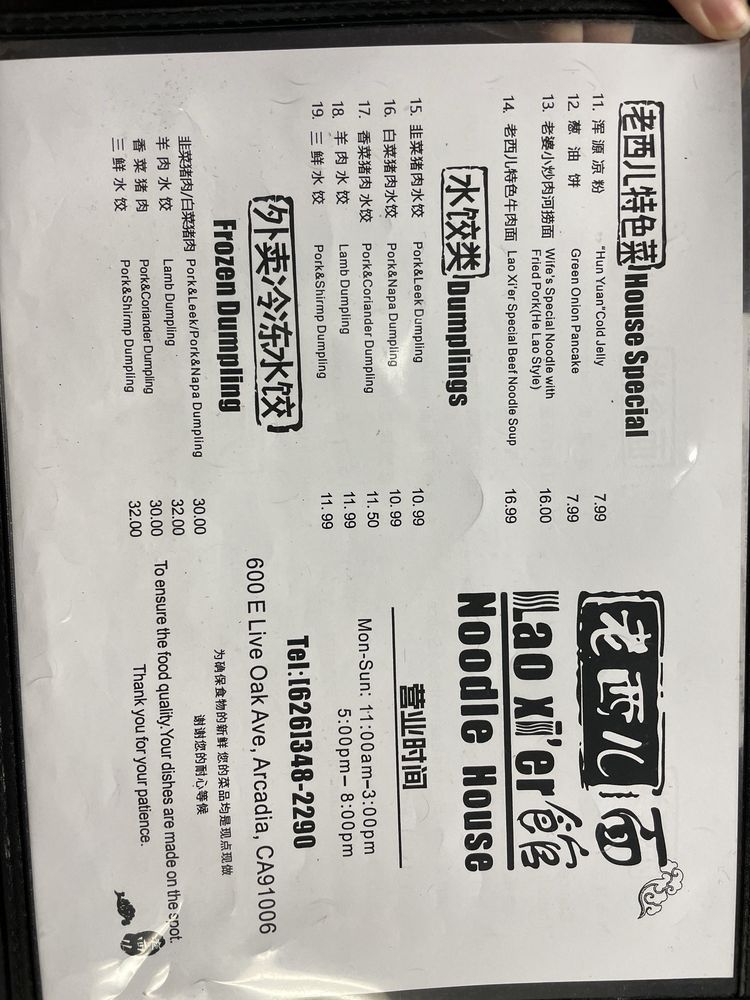 老西儿特色菜 House Special
11. 浑源凉粉 "Hun Yuan"Cold Jelly 7.99
12. 葱油饼 Green Onion Pancake 7.99
13. 老婆小炒肉河捞面 Wife's Special Noodle with 16.00
Fried Pork(He Lao Style)
14. 老西儿特色牛肉面 Lao Xi'er Special Beef Noodle Soup 16.99
水饺类 Dumplings
15. 韭菜猪肉水饺 Pork&Leek Dumpling 10.99
16. 白菜猪肉水饺 Pork&Napa Dumpling 10.99
17. 香菜猪肉水饺 Pork&Coriander Dumpling 11.50
18. 羊肉水饺 Lamb Dumpling 11.99
19. 三鲜水饺 Pork&Shirmp Dumpling 11.99
外卖冷冻水饺
Frozen Dumpling
韭菜猪肉/白菜猪肉 Pork&Leek/Pork&Napa Dumpling 30.00
羊肉水饺 Lamb Dumpling 32.00
香菜猪肉 Pork&Coriander Dumpling 30.00
三鲜水饺 Pork&Shirmp Dumpling 32.00
老西儿面
Lao xi'er 館
Noodle House
营业时间
Mon-Sun: 11:00am-3:00pm
5:00pm-8:00pm
Tel:(626)348-2290
600 E Live Oak Ave, Arcadia, CA91006
为确保食物的新鲜 您的菜品均是现点现做
谢谢您的耐心等候
To ensure the food quality.Your dishes are made on the spot.
Thank you for your patience.